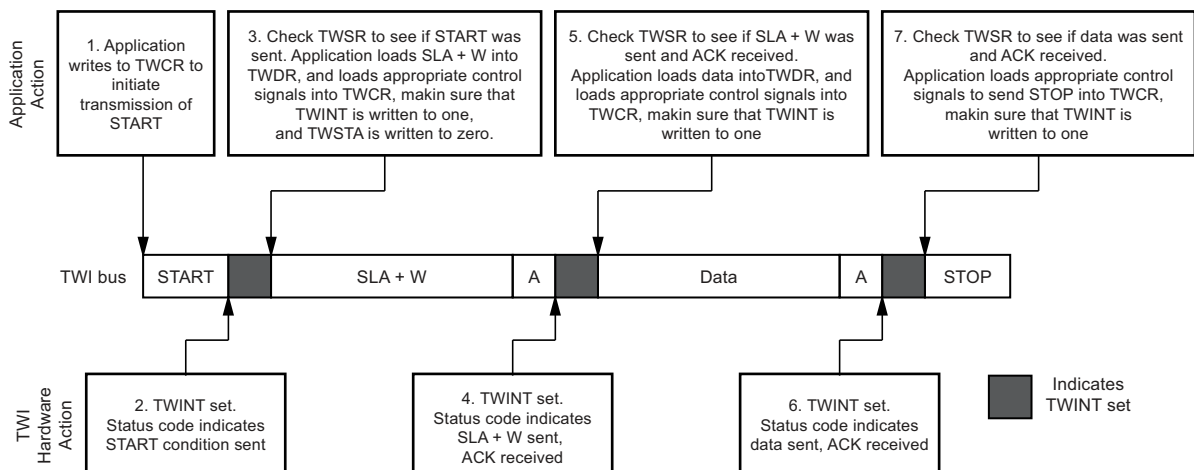 Application
Action
1. Application
writes to TWCR to
initiate
transmission of
START
3. Check TWSR to see if START was
sent. Application loads SLA + W into
TWDR, and loads appropriate control
signals into TWCR, makin sure that
TWINT is written to one,
and TWSTA is written to zero.
5. Check TWSR to see if SLA + W was
sent and ACK received.
Application loads data intoTWDR, and
loads appropriate control signals into
TWCR, makin sure that TWINT is
written to one
7. Check TWSR to see if data was sent
and ACK received.
Application loads appropriate control
signals to send STOP into TWCR,
makin sure that TWINT is
written to one
TWI bus
START
SLA + W
A
Data
A
STOP
TWI
Hardware
Action
2. TWINT set.
Status code indicates
START condition sent
4. TWINT set.
Status code indicates
SLA + W sent,
ACK received
6. TWINT set.
Status code indicates
data sent, ACK received
Indicates
TWINT set